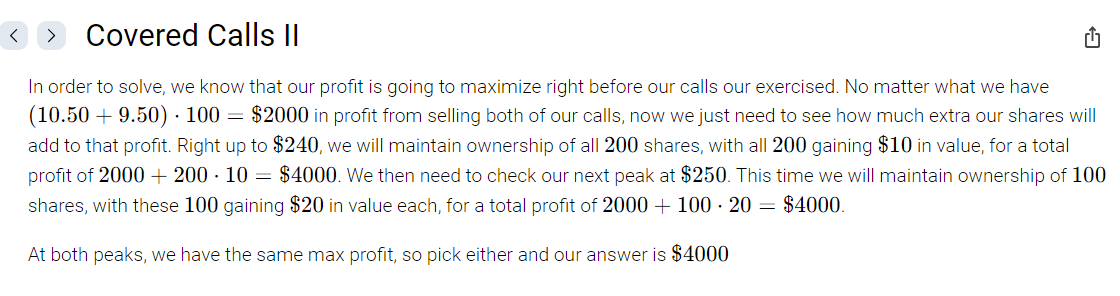 Covered Calls II
In order to solve, we know that our profit is going to maximize right before our calls our exercised. No matter what we have
(10.50 + 9.50) · 100 = $2000 in profit from selling both of our calls, now we just need to see how much extra our shares will
add to that profit. Right up to $240, we will maintain ownership of all 200 shares, with all 200 gaining $10 in value, for a total
profit of 2000 + 200 · 10 = $4000. We then need to check our next peak at $250. This time we will maintain ownership of 100
shares, with these 100 gaining $20 in value each, for a total profit of 2000 + 100 · 20 = $4000.
At both peaks, we have the same max profit, so pick either and our answer is $4000